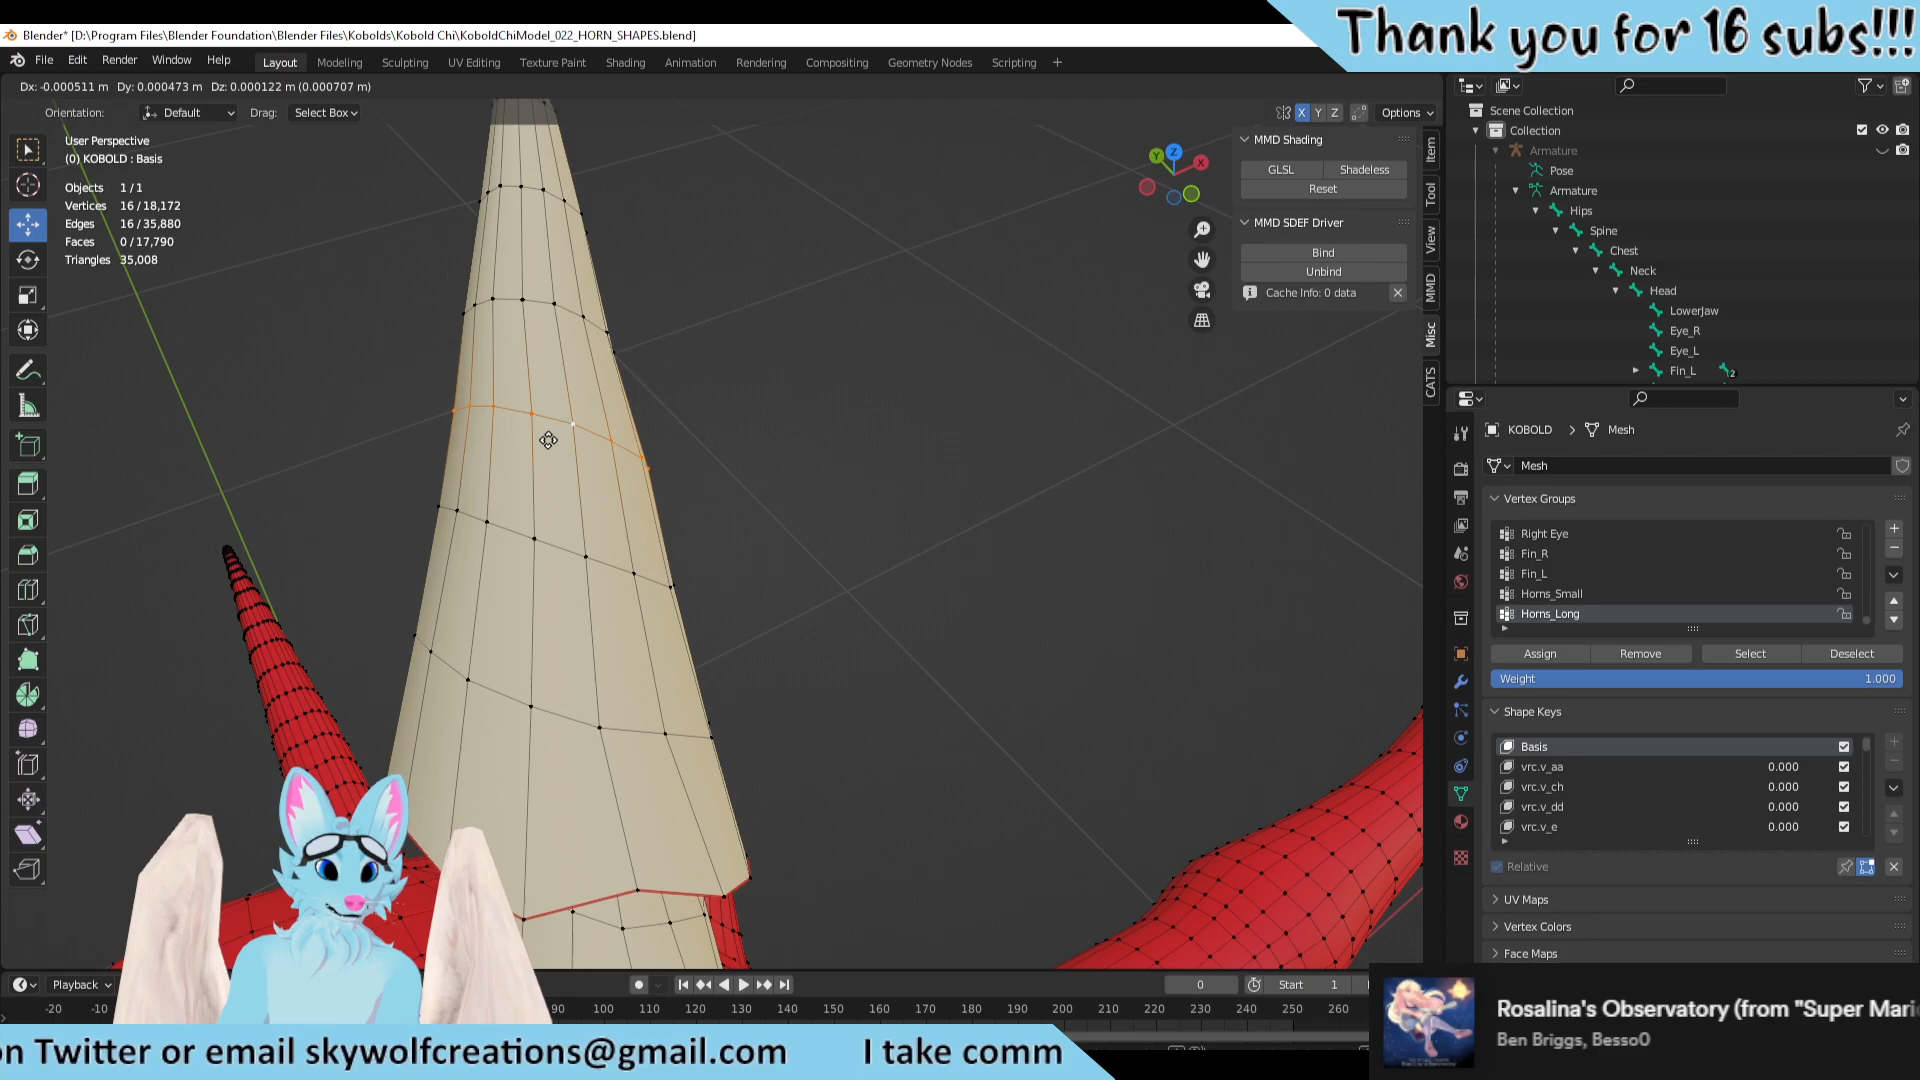 Thank you for 16 subs!!!
Blender* [D:\Program Files\Blender Foundation\Blender Files\Kobolds\Kobold Chi\KoboldChiModel_022_HORN_SHAPES.blend]
File Edit Render Window Help
Layout Modeling Sculpting UV Editing Texture Paint Shading Animation Rendering Compositing Geometry Nodes Scripting +
Dx: -0.000511 m Dy: 0.000473 m Dz: 0.000122 m (0.000707 m)
Orientation: Default Drag: Select Box
X Y Z Options
User Perspective
(0) KOBOLD : Basis
Objects 1/1
Vertices 16/18,172
Edges 16/35,880
Faces 0/17,790
Triangles 35,008
Y Z X
MMD Shading
GLSL Shadeless
Reset
MMD SDEF Driver
Bind
Unbind
Cache Info: 0 data
Item
Tool
View
MMD
Misc
CATS
Scene Collection
Collection
Armature
Pose
Armature
Hips
Spine
Chest
Neck
Head
LowerJaw
Eye_R
Eye_L
Fin_L 2
KOBOLD > Mesh
Mesh
Vertex Groups
Right Eye
Fin_R
Fin_L
Horns_Small
Horns_Long
Assign Remove Select Deselect
Weight 1.000
Shape Keys
Basis
vrc.v_aa 0.000
vrc.v_ch 0.000
vrc.v_dd 0.000
vrc.v_e 0.000
Relative
UV Maps
Vertex Colors
Face Maps
Playback
0 Start 1
-20 -10 90 100 110 120 130 140 150 160 170 180 190 200 210 220 230 240 250 260
Rosalina's Observatory (from "Super Mari
Ben Briggs, BessoO
on Twitter or email skywolfcreations@gmail.com I take comm